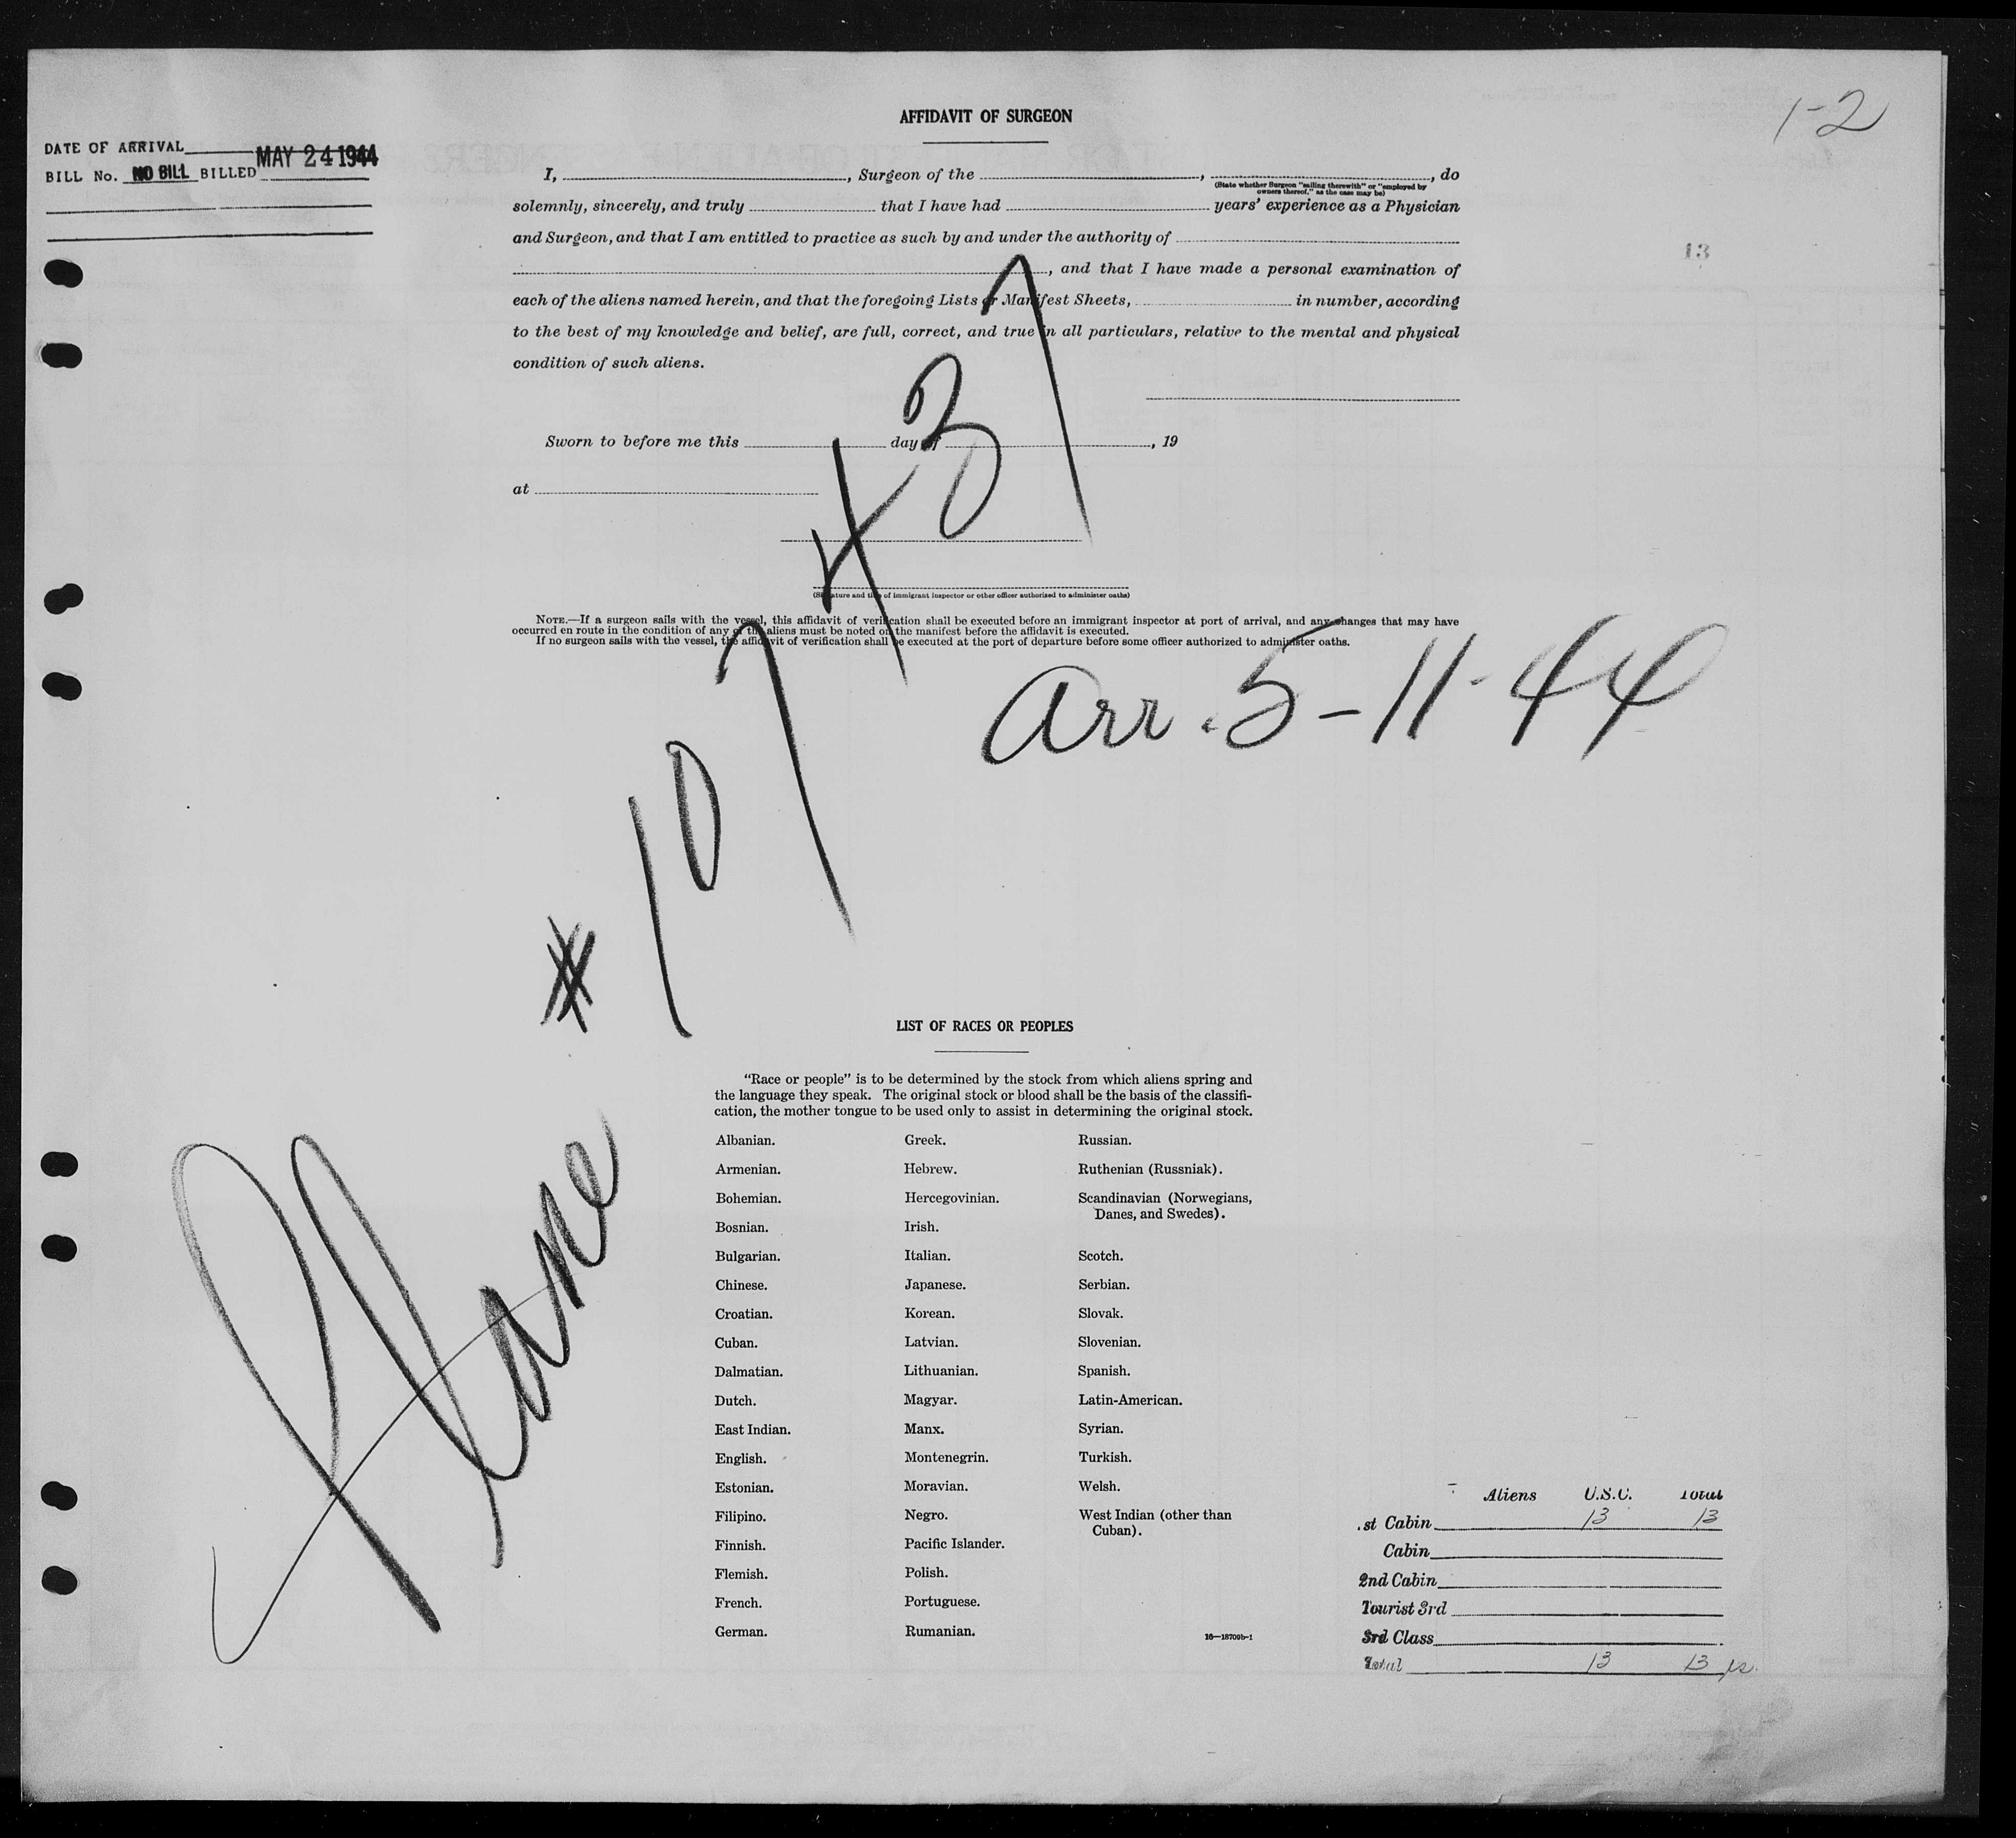 1-2
AFFIDAVIT OF SURGEON
DATE OF ARRIVAL MAY 24 1944
BILL No. NO BILL BILLED
I, , Surgeon of the , , do
(State whether Surgeon "sailing therewith" or "employed by
owners thereof," as the case may be)
solemnly, sincerely, and truly that I have had years' experience as a Physician
and Surgeon, and that I am entitled to practice as such by and under the authority of
, and that I have made a personal examination of
13
each of the aliens named herein, and that the foregoing Lists or Manifest Sheets, in number, according
to the best of my knowledge and belief, are full, correct, and true in all particulars, relative to the mental and physical
condition of such aliens.
Sworn to before me this day of , 19
at
(Signature and title of immigrant inspector or other officer authorized to administer oaths)
NOTE.—If a surgeon sails with the vessel, this affidavit of verification shall be executed before an immigrant inspector at port of arrival, and any changes that may have
occurred en route in the condition of any of the aliens must be noted on the manifest before the affidavit is executed.
If no surgeon sails with the vessel, the affidavit of verification shall be executed at the port of departure before some officer authorized to administer oaths.
Arr. 5-11-44
# 107437
Plane
LIST OF RACES OR PEOPLES
"Race or people" is to be determined by the stock from which aliens spring and
the language they speak. The original stock or blood shall be the basis of the classifi-
cation, the mother tongue to be used only to assist in determining the original stock.
Albanian. Greek. Russian.
Armenian. Hebrew. Ruthenian (Russniak).
Bohemian. Hercegovinian. Scandinavian (Norwegians,
Danes, and Swedes).
Bosnian. Irish.
Bulgarian. Italian. Scotch.
Chinese. Japanese. Serbian.
Croatian. Korean. Slovak.
Cuban. Latvian. Slovenian.
Dalmatian. Lithuanian. Spanish.
Dutch. Magyar. Latin-American.
East Indian. Manx. Syrian.
English. Montenegrin. Turkish.
Estonian. Moravian. Welsh.
Filipino. Negro. West Indian (other than
Cuban).
Finnish. Pacific Islander.
Flemish. Polish.
French. Portuguese.
German. Rumanian.
16—18709b-1
Aliens U.S.C. Total
.st Cabin 13 13
Cabin
2nd Cabin
Tourist 3rd
3rd Class
Total 13 13